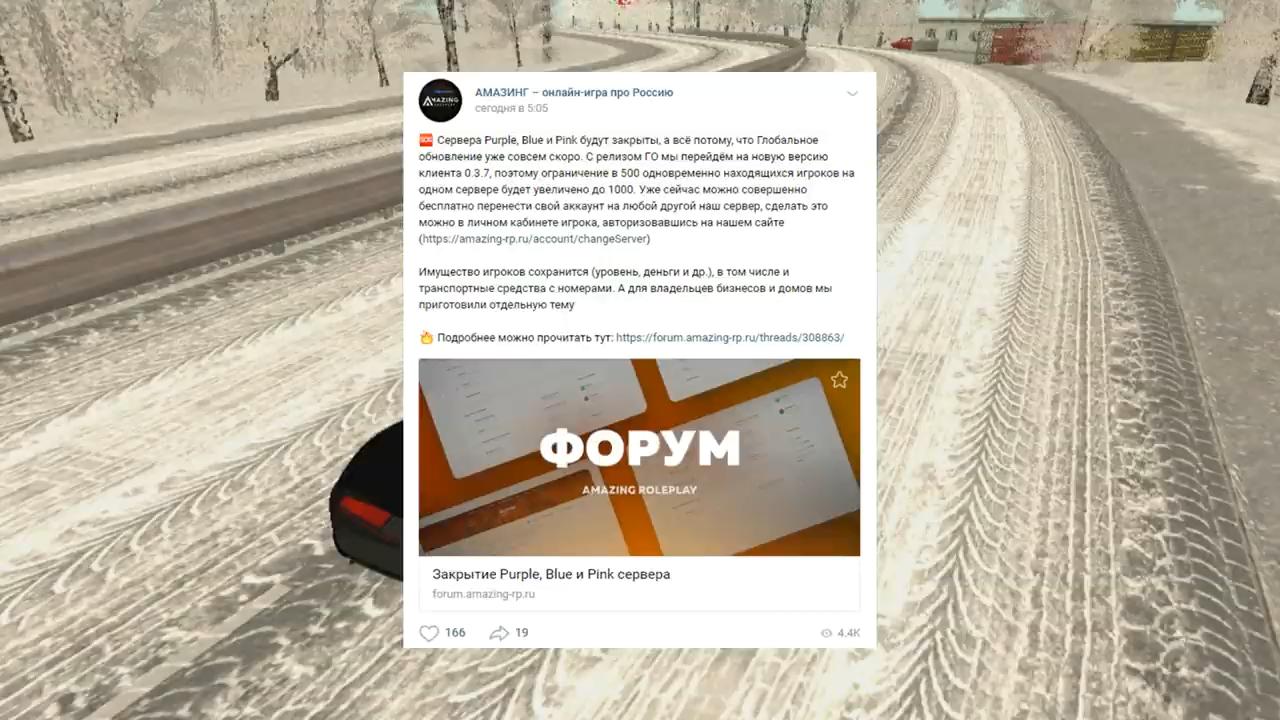 AMAZING
АМАЗИНГ – онлайн-игра про Россию
сегодня в 5:05
🆘 Сервера Purple, Blue и Pink будут закрыты, а всё потому, что Глобальное
обновление уже совсем скоро. С релизом ГО мы перейдём на новую версию
клиента 0.3.7, поэтому ограничение в 500 одновременно находящихся игроков на
одном сервере будет увеличено до 1000. Уже сейчас можно совершенно
бесплатно перенести свой аккаунт на любой другой наш сервер, сделать это
можно в личном кабинете игрока, авторизовавшись на нашем сайте
(https://amazing-rp.ru/account/changeServer)
Имущество игроков сохранится (уровень, деньги и др.), в том числе и
транспортные средства с номерами. А для владельцев бизнесов и домов мы
приготовили отдельную тему
🔥 Подробнее можно прочитать тут: https://forum.amazing-rp.ru/threads/308863/
ФОРУМ
AMAZING ROLEPLAY
Закрытие Purple, Blue и Pink сервера
forum.amazing-rp.ru
166 19 4.4K